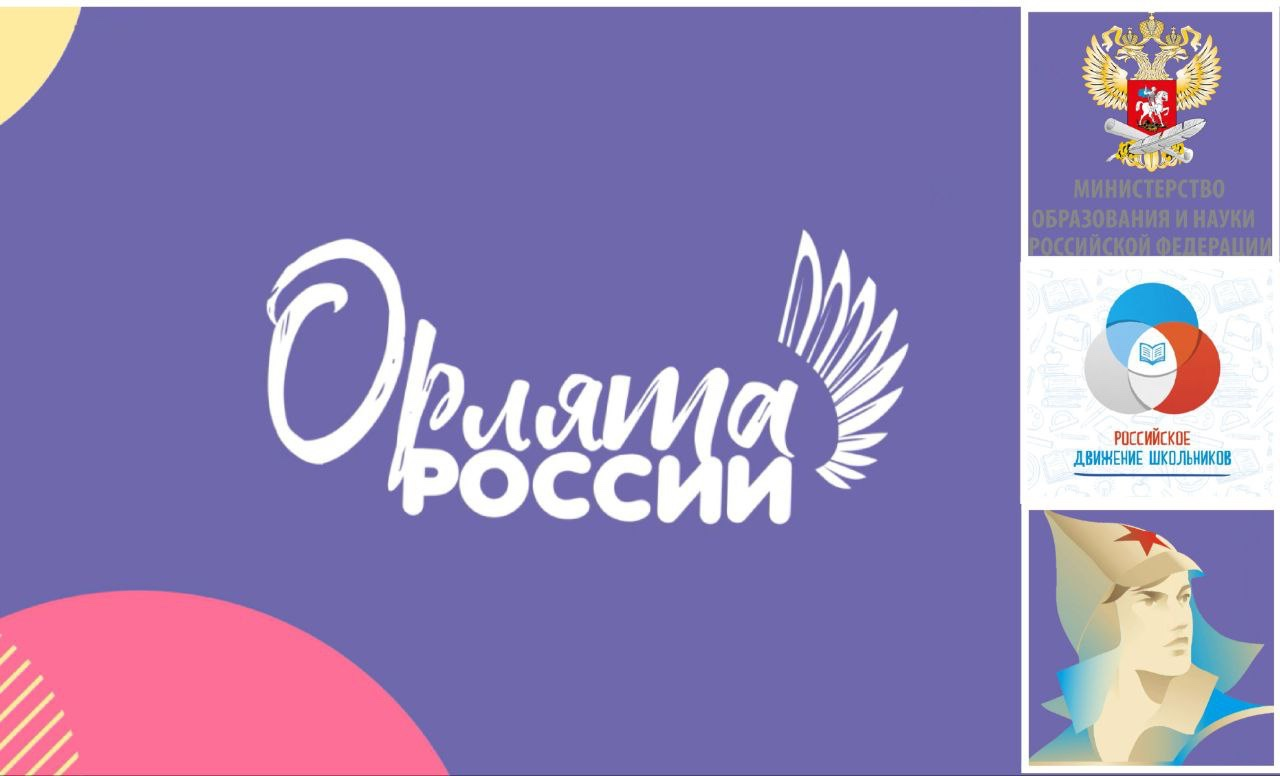 Орлята
РОССИИ
МИНИСТЕРСТВО
ОБРАЗОВАНИЯ И НАУКИ
РОССИЙСКОЙ ФЕДЕРАЦИИ
РОССИЙСКОЕ
ДВИЖЕНИЕ ШКОЛЬНИКОВ